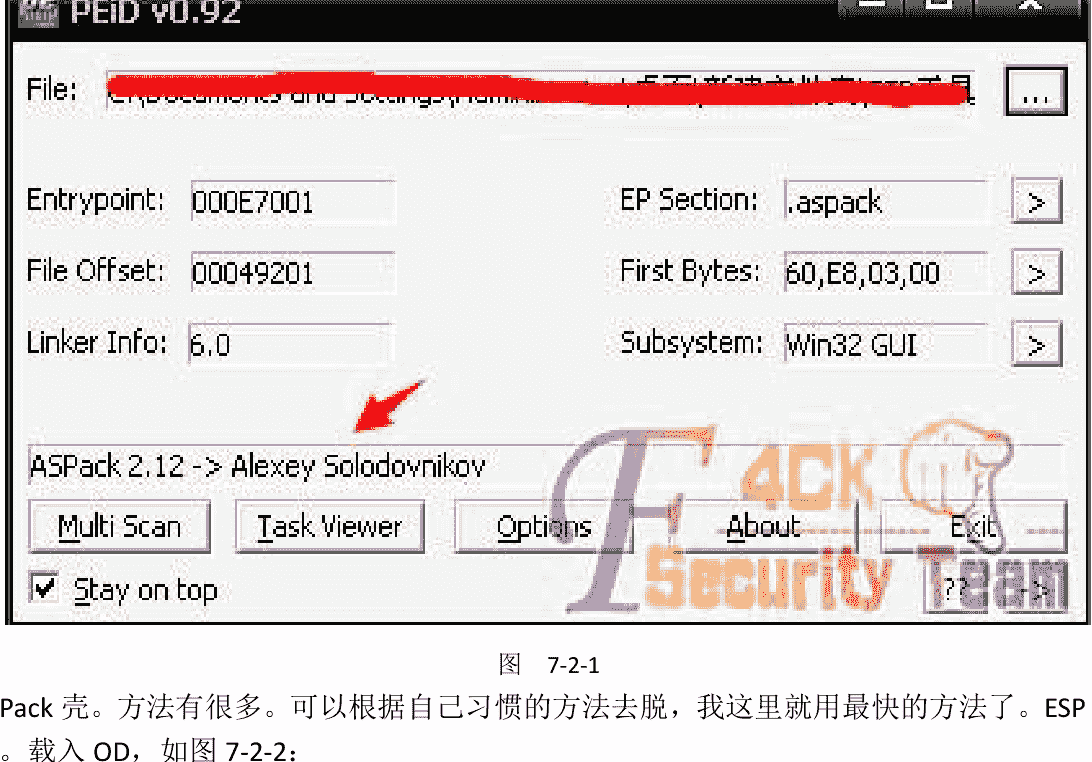 PEiD v0.92
File:
...
Entrypoint: 000E7001 EP Section: .aspack >
File Offset: 00049201 First Bytes: 60,E8,03,00 >
Linker Info: 6.0 Subsystem: Win32 GUI >
ASPack 2.12 -> Alexey Solodovnikov
Multi Scan Task Viewer Options About Exit
Stay on top ?? ->
F4CK
Security Team
图 7-2-1
Pack 壳。方法有很多。可以根据自己习惯的方法去脱，我这里就用最快的方法了。ESP
。载入 OD，如图 7-2-2：